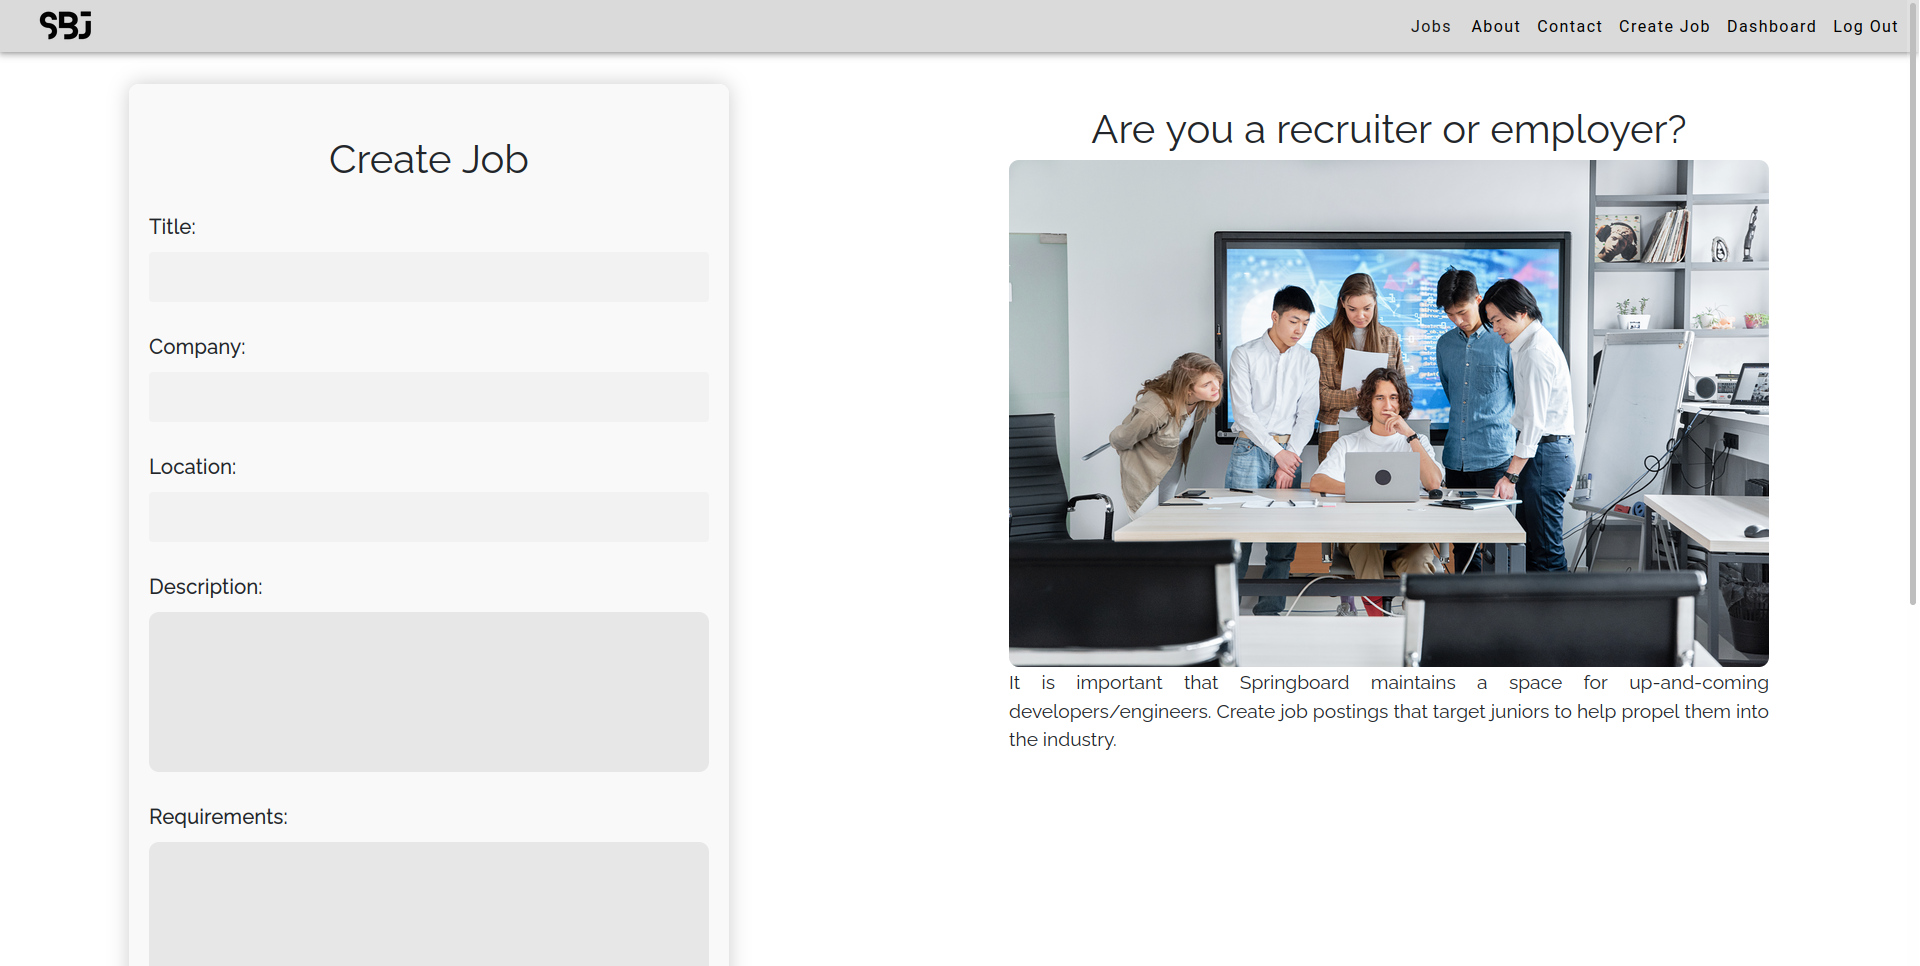 SBJ
Jobs About Contact Create Job Dashboard Log Out
Create Job
Title:
Company:
Location:
Description:
Requirements:
Are you a recruiter or employer?
It is important that Springboard maintains a space for up-and-coming
developers/engineers. Create job postings that target juniors to help propel them into
the industry.